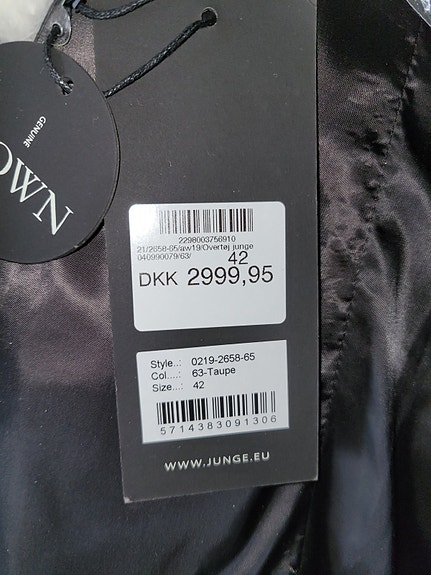 GENUINE
OWN
2298003756910
21/2658-65/aw19/Overtøj junge
040990079/63/ 42
DKK 2999,95
Style..: 0219-2658-65
Col....: 63-Taupe
Size...: 42
5714383091306
WWW.JUNGE.EU